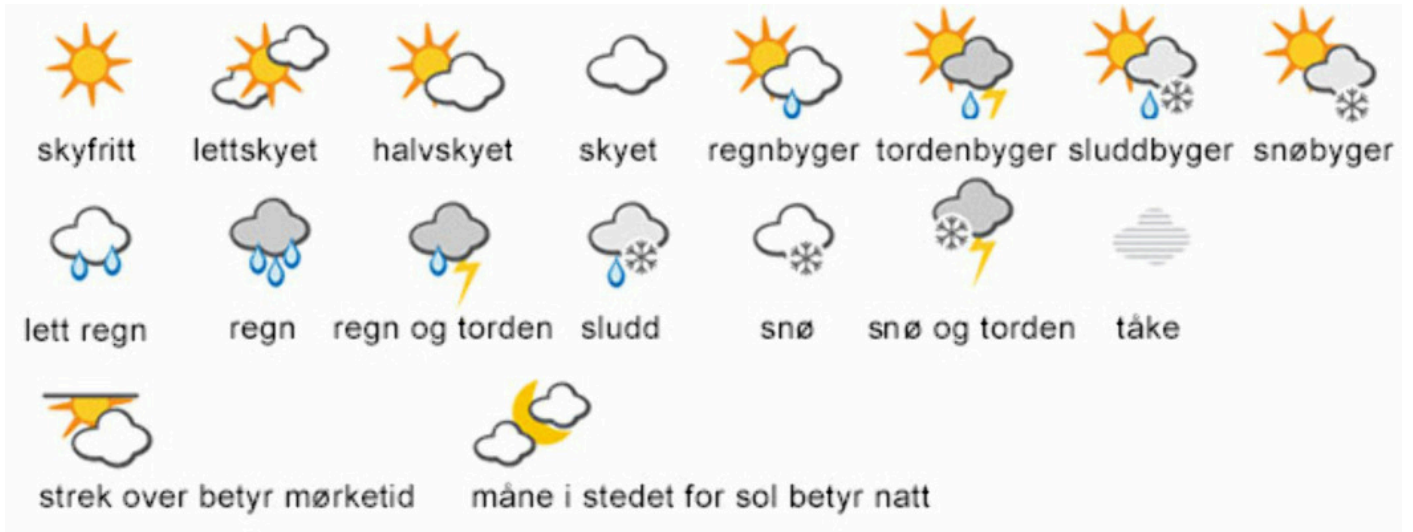 skyfritt lettskyet halvskyet skyet regnbyger tordenbyger sluddbyger snøbyger
lett regn regn regn og torden sludd snø snø og torden tåke
strek over betyr mørketid måne i stedet for sol betyr natt